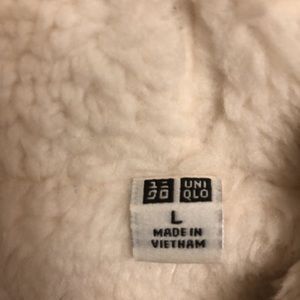 ユニ UNI
クロ QLO
L
MADE IN
VIETNAM